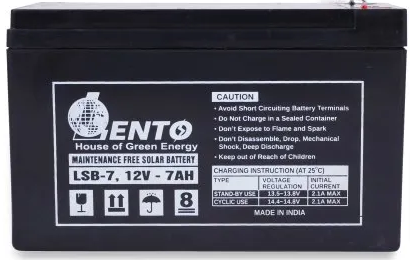 LENTO
House of Green Energy
MAINTENANCE FREE SOLAR BATTERY
LSB-7, 12V - 7AH
8
CAUTION
• Avoid Short Circuiting Battery Terminals
• Do not Charge in a Sealed Container
• Don't Expose to Flame and Spark
• Don't Disassemble, Drop, Mechanical
Shock, Deep Discharge
• Keep out of Reach of Children
CHARGING INSTRUCTION (AT 25°C)
TYPE VOLTAGE REGULATION INITIAL CURRENT
STAND-BY USE 13.5-13.8V 2.1A MAX
CYCLIC USE 14.4-14.8V 2.1A MAX
MADE IN INDIA